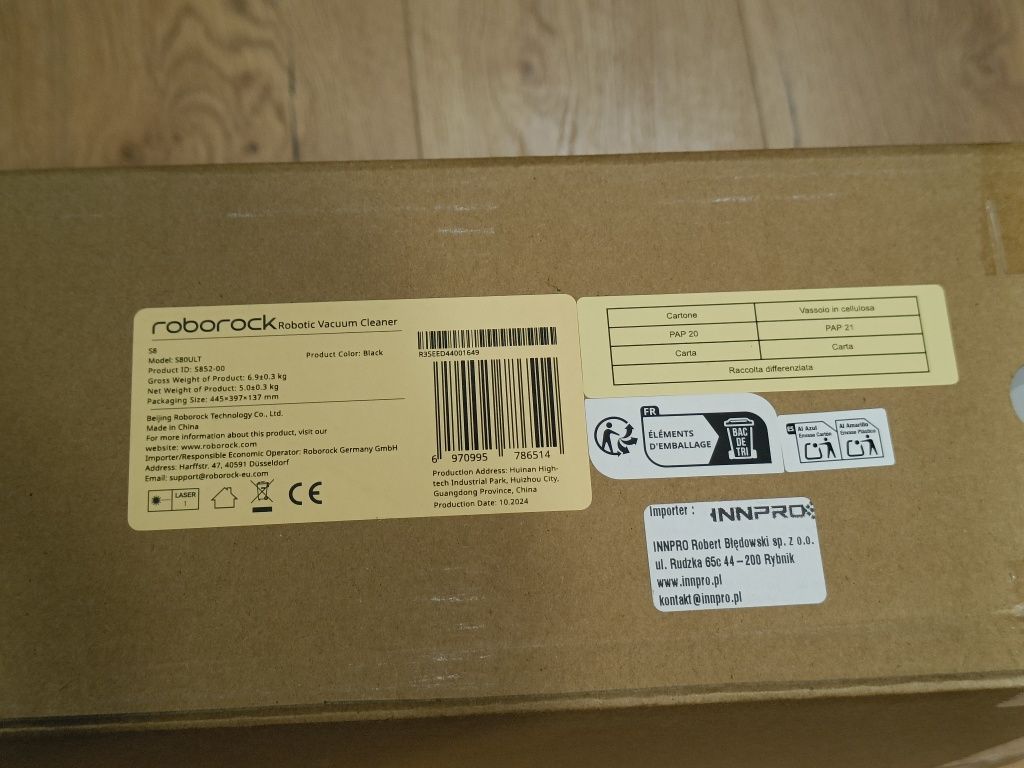 roborock Robotic Vacuum Cleaner
S8
Model: S80ULT
Product Color: Black
Product ID: S852-00
Gross Weight of Product: 6.9±0.3 kg
Net Weight of Product: 5.0±0.3 kg
Packaging Size: 445×397×137 mm
Beijing Roborock Technology Co., Ltd.
Made in China
For more information about this product, visit our
website: www.roborock.com
Importer/Responsible Economic Operator: Roborock Germany GmbH
Address: Harffstr. 47, 40591 Düsseldorf
Email: support@roborock-eu.com
LASER
1
CE
R35EED44001649
6 970995 786514
Production Address: Huinan High-
tech Industrial Park, Huizhou City,
Guangdong Province, China
Production Date: 10.2024
Cartone Vassoio in cellulosa
PAP 20 PAP 21
Carta Carta
Raccolta differenziata
FR
ÉLÉMENTS
D'EMBALLAGE
BAC
DE
TRI
ES
Al Azul
Envase Cartón
Al Amarillo
Envase Plástico
Importer : INNPRO
INNPRO Robert Błędowski sp. z o.o.
ul. Rudzka 65c 44-200 Rybnik
www.innpro.pl
kontakt@innpro.pl